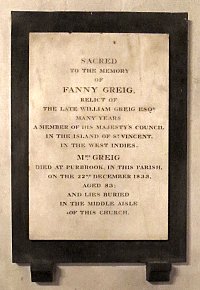 SACRED
TO THE MEMORY
OF
FANNY GREIG,
RELICT OF
THE LATE WILLIAM GREIG ESQR
MANY YEARS
A MEMBER OF HIS MAJESTY'S COUNCIL,
IN THE ISLAND OF ST VINCENT,
IN THE WEST INDIES.
MRS GREIG
DIED AT PURBROOK, IN THIS PARISH,
ON THE 22ND DECEMBER 1833,
AGED 83;
AND LIES BURIED
IN THE MIDDLE AISLE
OF THIS CHURCH.